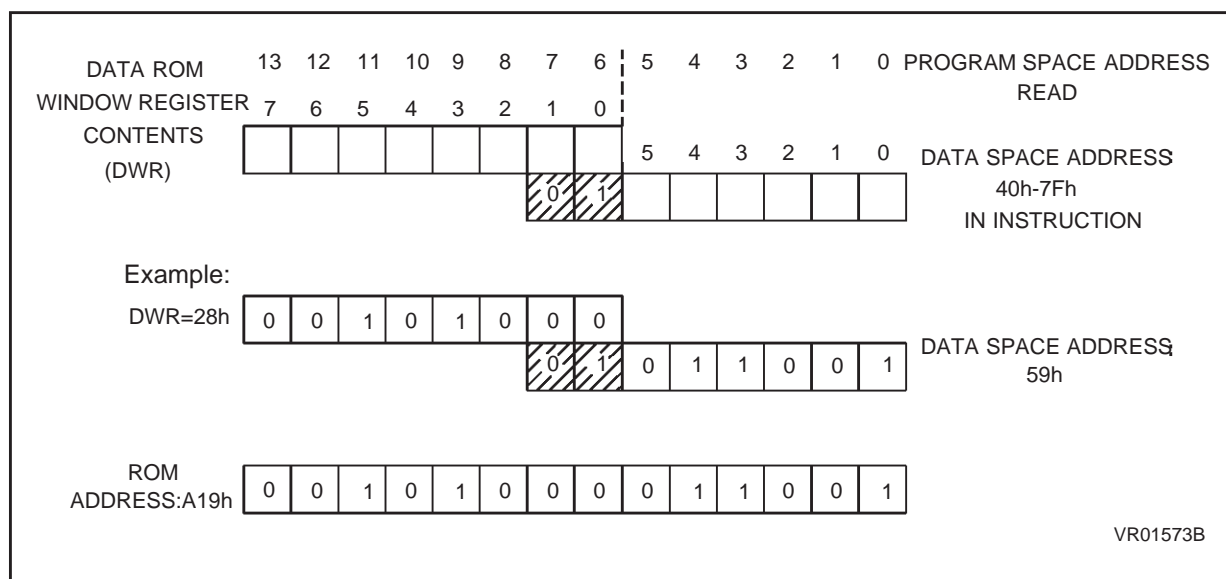 DATA ROM
WINDOW REGISTER
CONTENTS
(DWR)
13 12 11 10 9 8 7 6 5 4 3 2 1 0
7 6 5 4 3 2 1 0
PROGRAM SPACE ADDRESS
READ
5 4 3 2 1 0
DATA SPACE ADDRESS:
40h-7Fh
IN INSTRUCTION
0 1
Example:
DWR=28h
0 0 1 0 1 0 0 0
0 1 0 1 1 0 0 1
DATA SPACE ADDRESS:
59h
ROM
ADDRESS:A19h
0 0 1 0 1 0 0 0 0 1 1 0 0 1
VR01573B